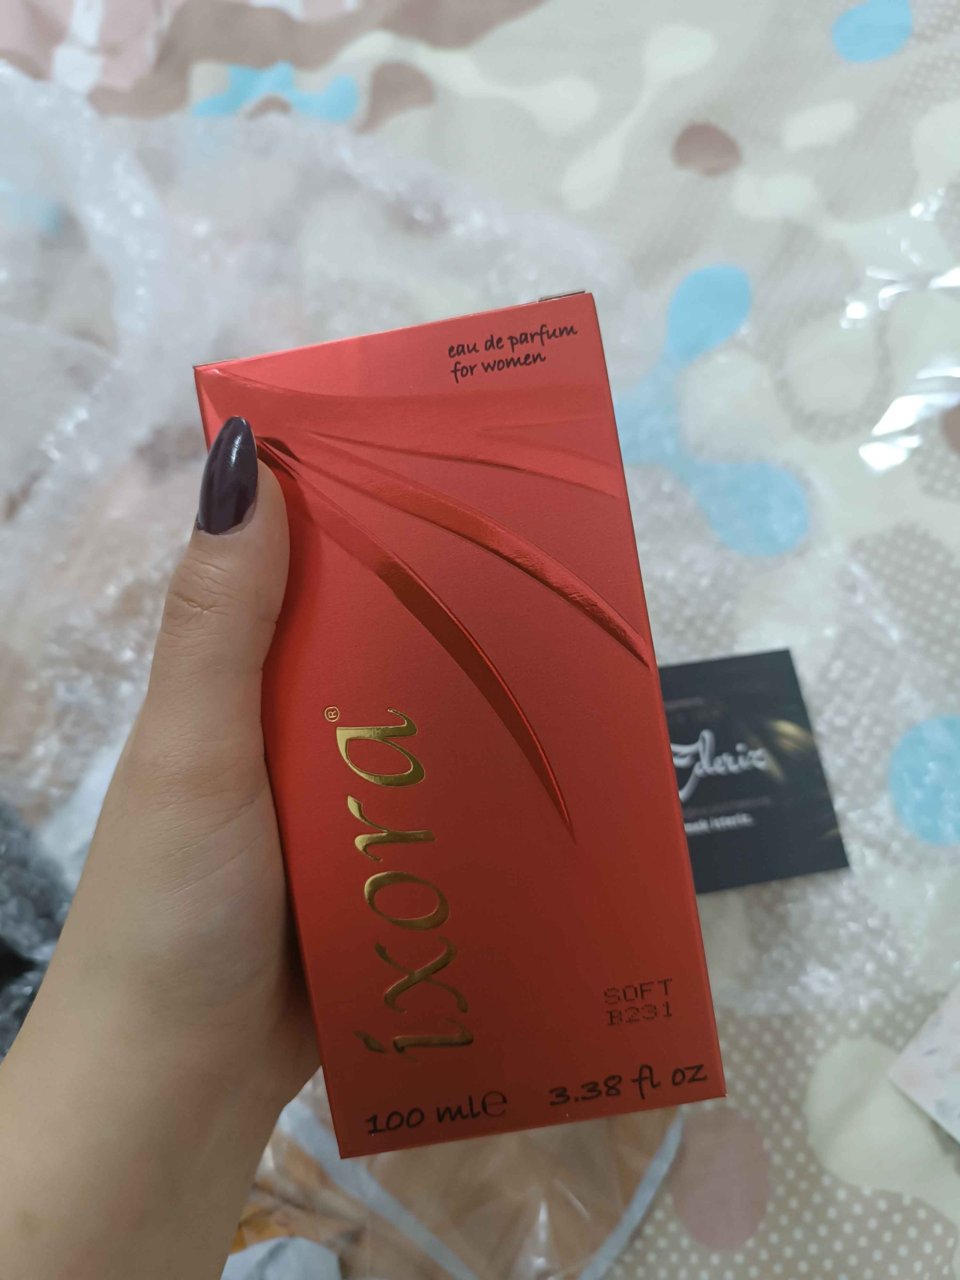 eau de parfum
for women
ixora®
SOFT
B231
100 ml℮ 3.38 fl oz